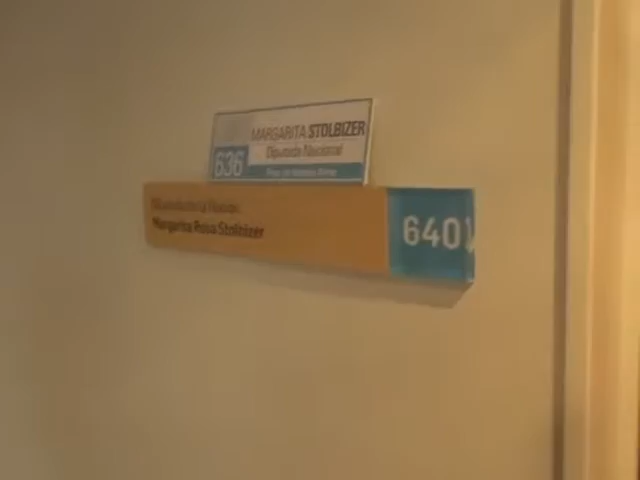 MARGARITA STOLBIZER
Diputada Nacional
636
Margarita Rosa Stolbizer
640